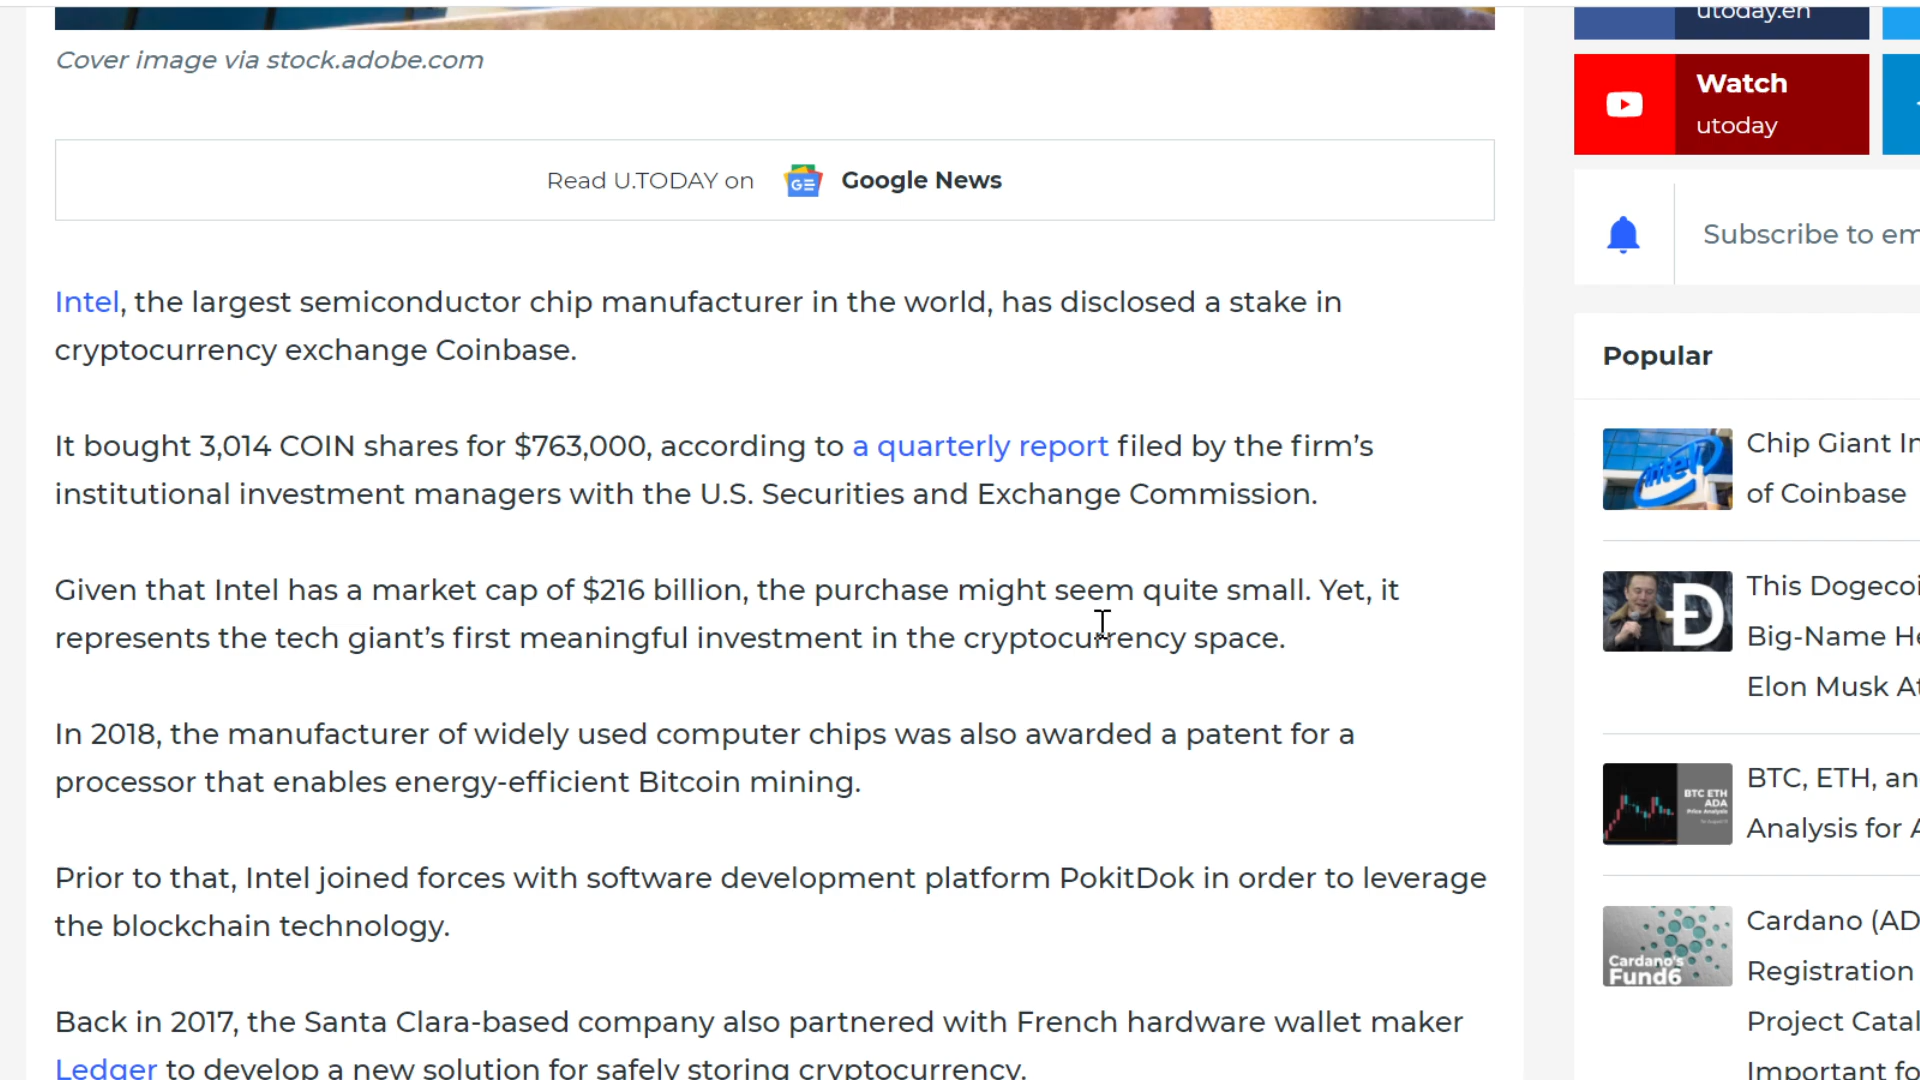 utoday.en
Cover image via stock.adobe.com
Watch
utoday
Read U.TODAY on Google News
Subscribe to em
Intel, the largest semiconductor chip manufacturer in the world, has disclosed a stake in
cryptocurrency exchange Coinbase.
It bought 3,014 COIN shares for $763,000, according to a quarterly report filed by the firm’s
institutional investment managers with the U.S. Securities and Exchange Commission.
Given that Intel has a market cap of $216 billion, the purchase might seem quite small. Yet, it
represents the tech giant’s first meaningful investment in the cryptocurrency space.
In 2018, the manufacturer of widely used computer chips was also awarded a patent for a
processor that enables energy-efficient Bitcoin mining.
Prior to that, Intel joined forces with software development platform PokitDok in order to leverage
the blockchain technology.
Back in 2017, the Santa Clara-based company also partnered with French hardware wallet maker
Ledger to develop a new solution for safely storing cryptocurrency.
Popular
intel
Chip Giant In
of Coinbase
This Dogecoi
Big-Name He
Elon Musk At
BTC ETH
ADA
Price Analysis
BTC, ETH, an
Analysis for A
Cardano's
Fund6
Cardano (AD
Registration
Project Catal
Important fo